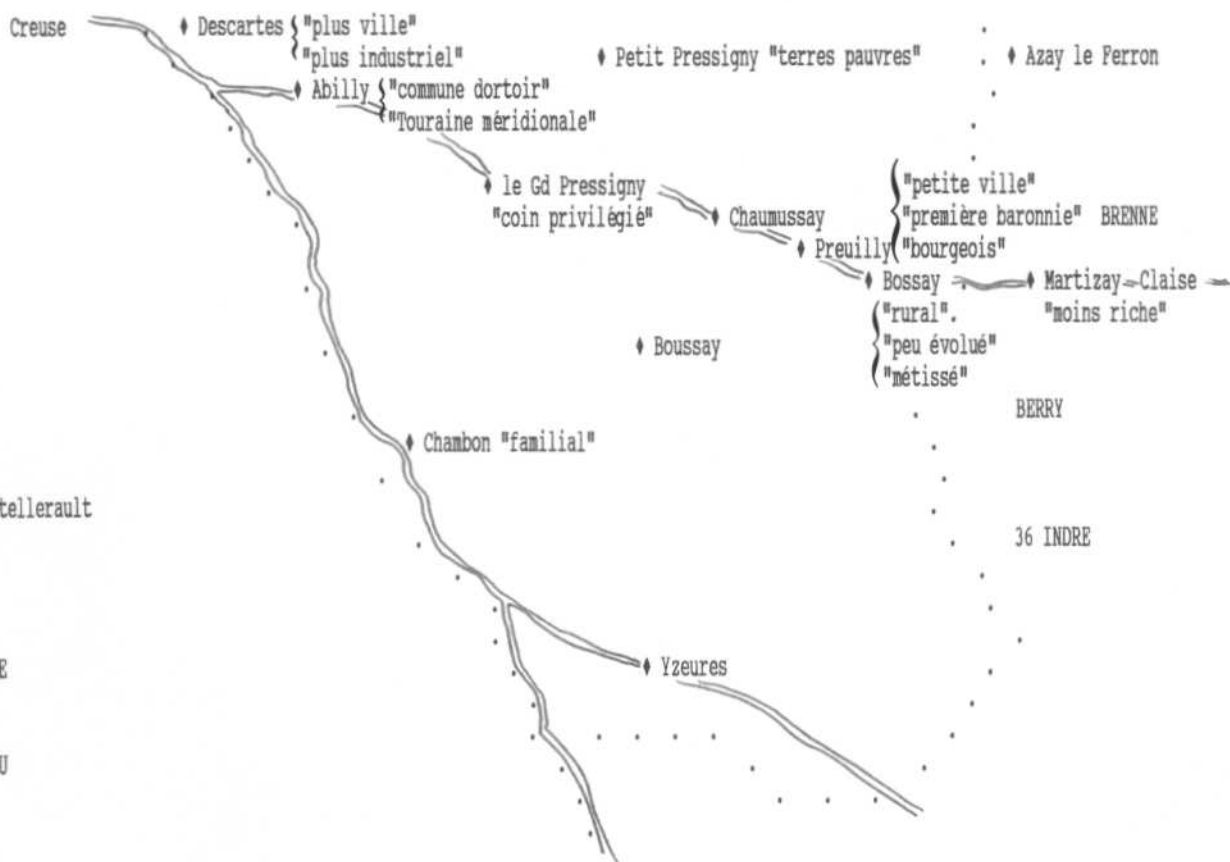 Creuse
Descartes "plus ville"
"plus industriel"
Petit Pressigny "terres pauvres"
Azay le Ferron
Abilly "commune dortoir"
"Touraine méridionale"
le Gd Pressigny
"coin privilégié"
Chaumussay
"petite ville"
"première baronnie" BRENNE
Preuilly "bourgeois"
Bossay
Martizay Claise
"rural".
"moins riche"
Boussay
"peu évolué"
"métissé"
BERRY
Chambon "familial"
tellerault
36 INDRE
E
Yzeures
U